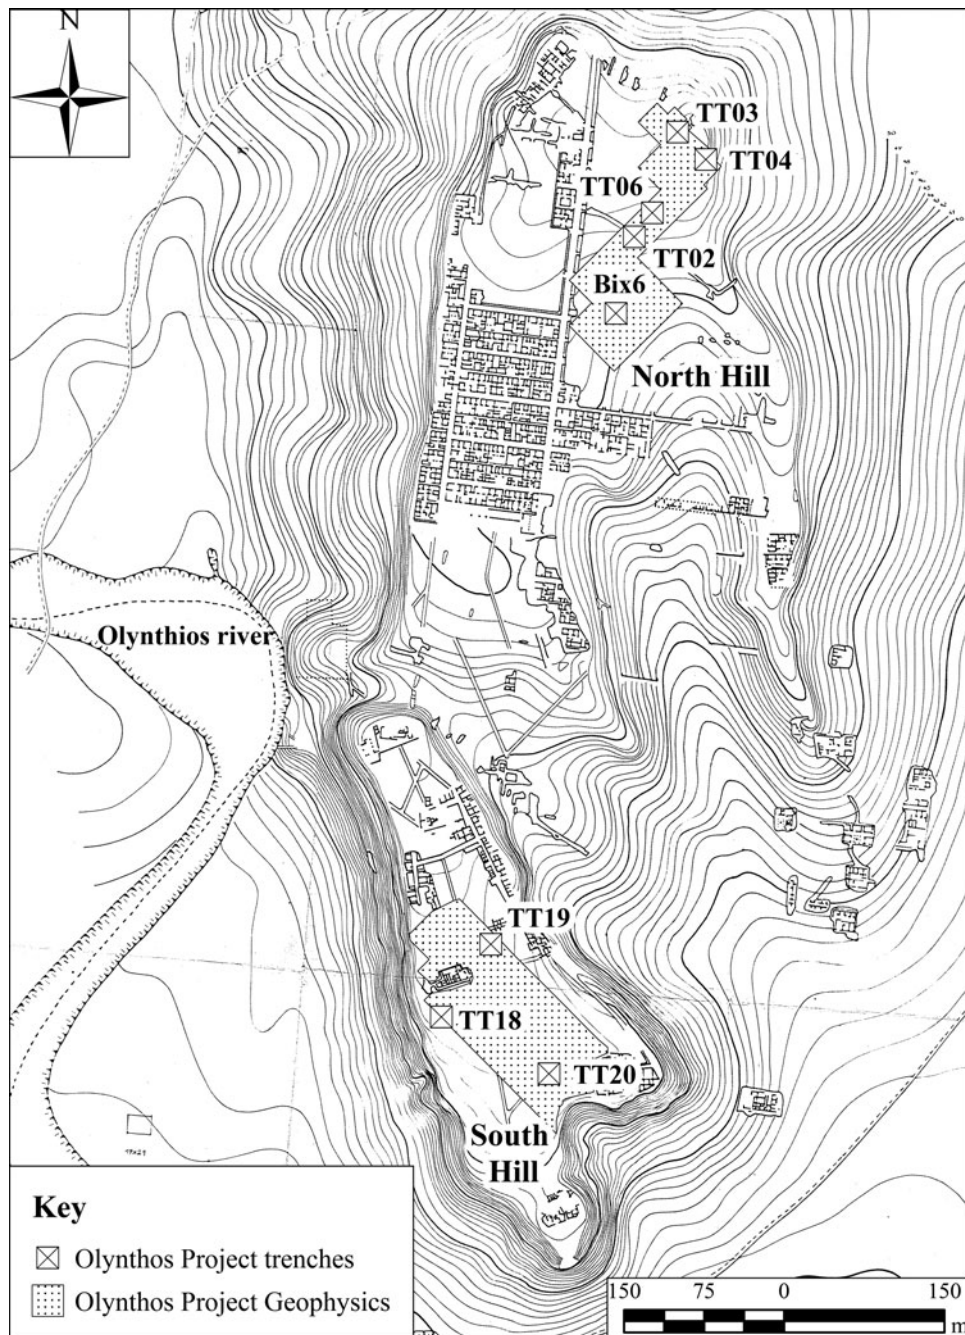 N
TT03
TT04
TT06
TT02
Bix6
North Hill
Olynthios river
TT19
TT18
TT20
South
Hill
Key
Olynthos Project trenches
Olynthos Project Geophysics
150 75 0 150
m